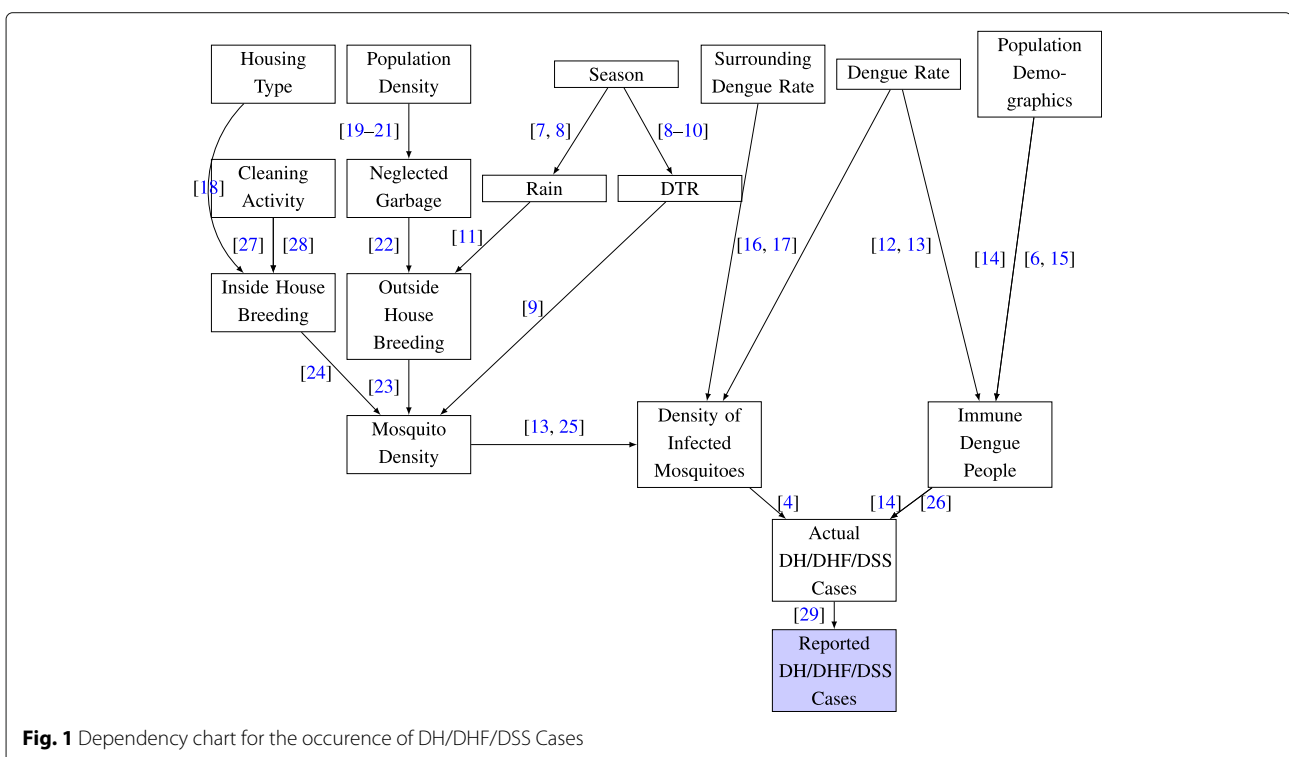 Housing
Type
Population
Density
Season
Surrounding
Dengue Rate
Dengue Rate
Population
Demo-
graphics
[19–21]
[7, 8]
[8–10]
[18]
Cleaning
Activity
Neglected
Garbage
Rain
DTR
[27]
[28]
[22]
[11]
[16, 17]
[12, 13]
[14]
[6, 15]
Inside House
Breeding
Outside
House
Breeding
[9]
[24]
[23]
Mosquito
Density
[13, 25]
Density of
Infected
Mosquitoes
Immune
Dengue
People
[4]
[14]
[26]
Actual
DH/DHF/DSS
Cases
[29]
Reported
DH/DHF/DSS
Cases
Fig. 1 Dependency chart for the occurence of DH/DHF/DSS Cases